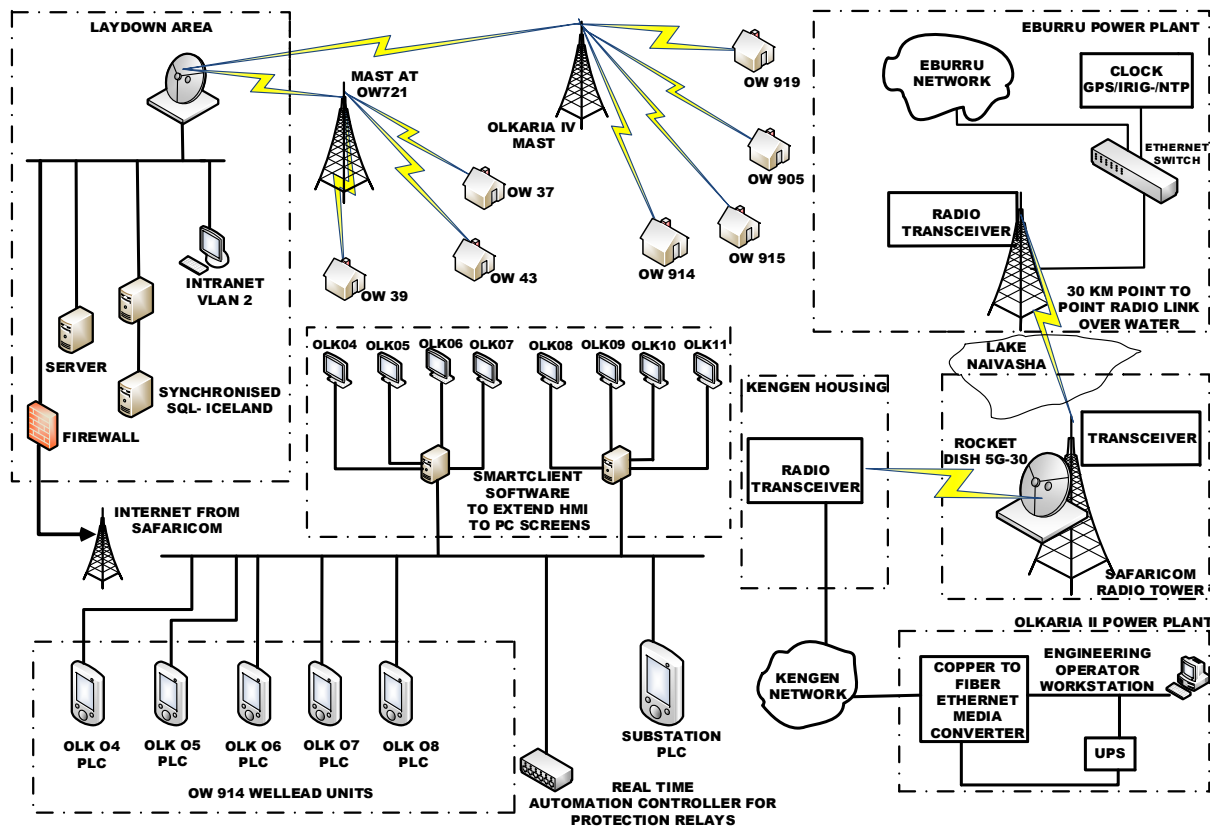 LAYDOWN AREA
MAST AT
OW721
OLKARIA IV
MAST
OW 919
OW 905
OW 915
OW 914
OW 37
OW 43
OW 39
INTRANET
VLAN 2
SERVER
SYNCHRONISED
SQL- ICELAND
FIREWALL
INTERNET FROM
SAFARICOM
EBURRU POWER PLANT
EBURRU
NETWORK
CLOCK
GPS/IRIG-/NTP
ETHERNET
SWITCH
RADIO
TRANSCEIVER
30 KM POINT TO
POINT RADIO LINK
OVER WATER
LAKE
NAIVASHA
OLK04
OLK05
OLK06
OLK07
OLK08
OLK09
OLK10
OLK11
SMARTCLIENT
SOFTWARE
TO EXTEND HMI
TO PC SCREENS
KENGEN HOUSING
RADIO
TRANSCEIVER
ROCKET
DISH 5G-30
TRANSCEIVER
SAFARICOM
RADIO TOWER
OLK O4
PLC
OLK O5
PLC
OLK O6
PLC
OLK O7
PLC
OLK O8
PLC
OW 914 WELLEAD UNITS
SUBSTATION
PLC
REAL TIME
AUTOMATION CONTROLLER FOR
PROTECTION RELAYS
KENGEN
NETWORK
OLKARIA II POWER PLANT
COPPER TO
FIBER
ETHERNET
MEDIA
CONVERTER
ENGINEERING
OPERATOR
WORKSTATION
UPS